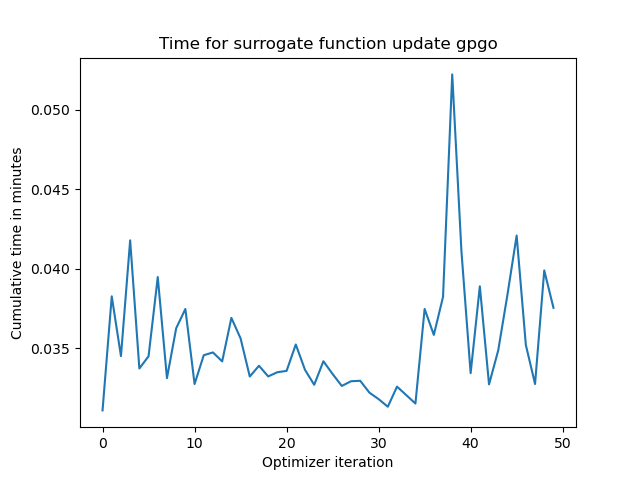 Time for surrogate function update gpgo
Cumulative time in minutes
0.050
0.045
0.040
0.035
0 10 20 30 40 50
Optimizer iteration